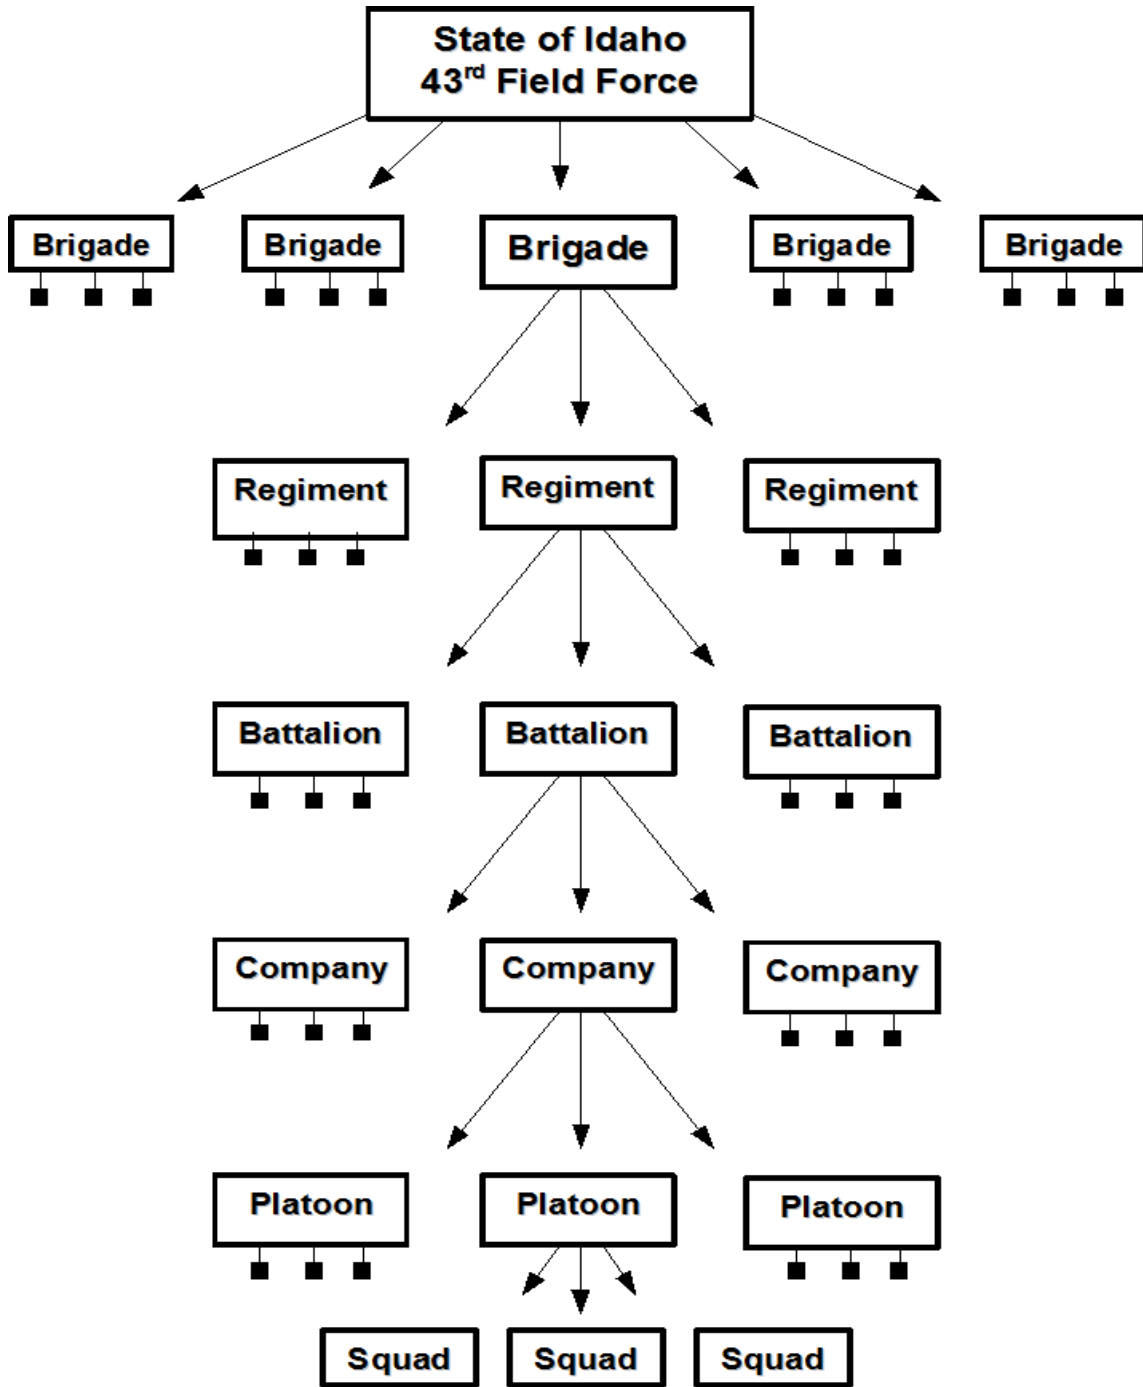 State of Idaho
43rd Field Force
Brigade
Brigade
Brigade
Brigade
Brigade
Regiment
Regiment
Regiment
Battalion
Battalion
Battalion
Company
Company
Company
Platoon
Platoon
Platoon
Squad
Squad
Squad